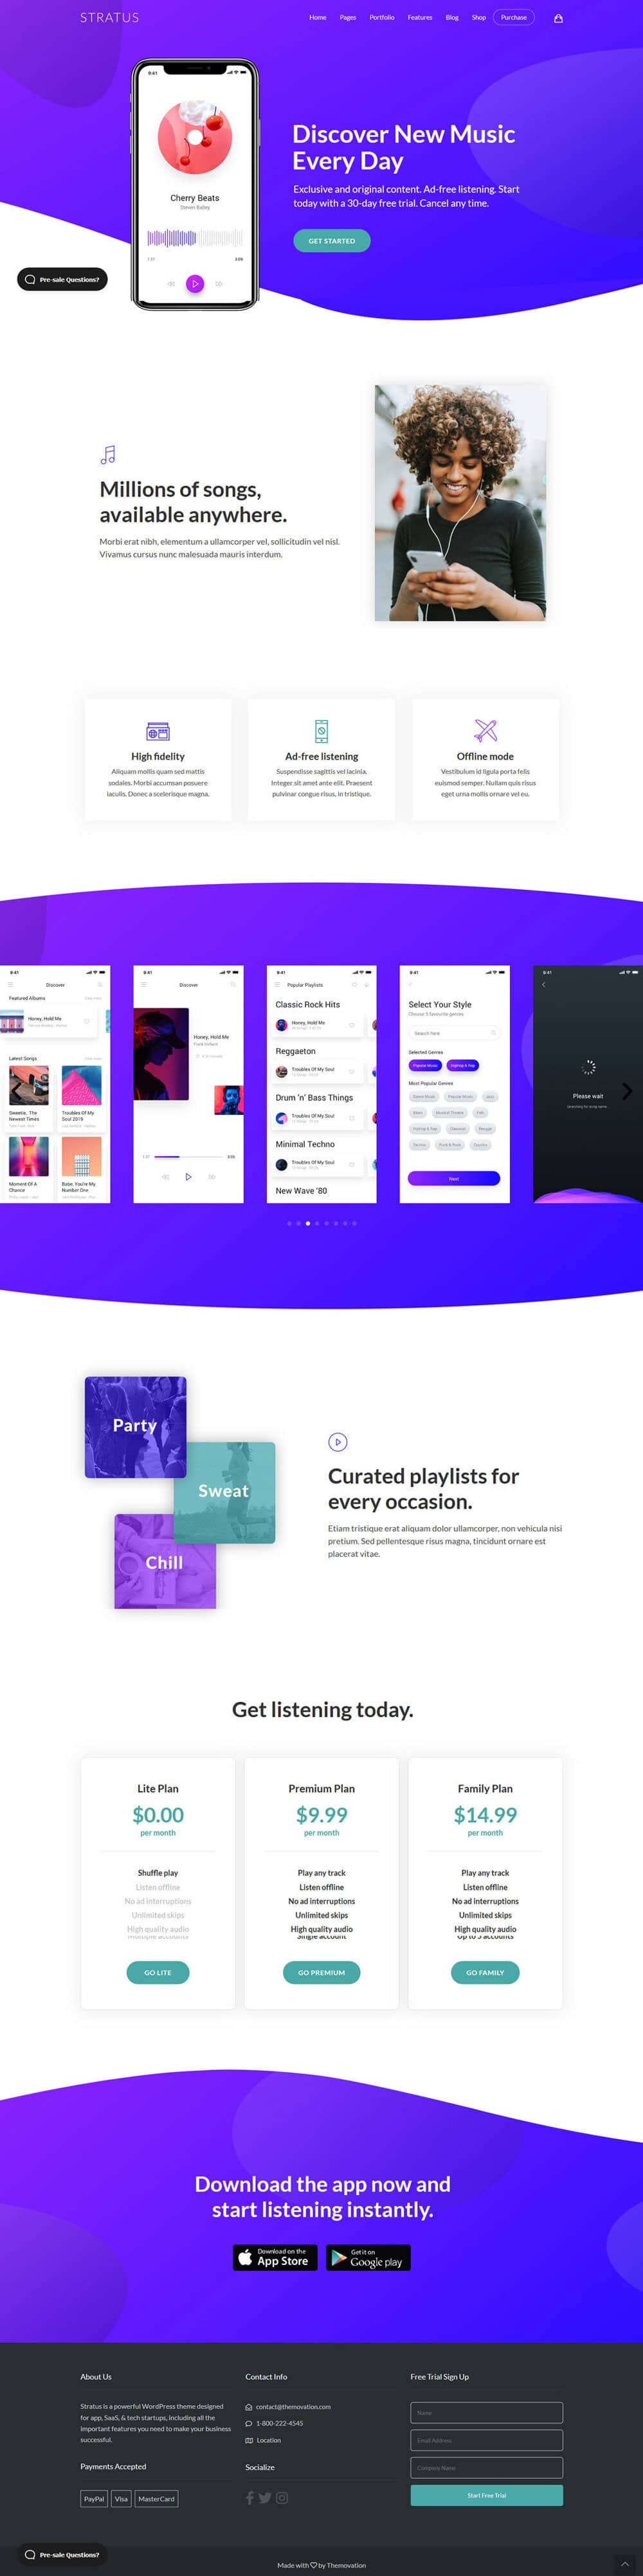 STRATUS
Home Pages Portfolio Features Blog Shop Purchase
9:41
Cherry Beats
Steven Bailey
1:37 3:08
Discover New Music
Every Day
Exclusive and original content. Ad-free listening. Start
today with a 30-day free trial. Cancel any time.
GET STARTED
Pre-sale Questions?
Millions of songs,
available anywhere.
Morbi erat nibh, elementum a ullamcorper vel, sollicitudin vel nisl.
Vivamus cursus nunc malesuada mauris interdum.
High fidelity
Aliquam mollis quam sed mattis
sodales. Morbi accumsan posuere
iaculis. Donec a scelerisque magna.
Ad-free listening
Suspendisse sagittis vel lacinia.
Integer sit amet ante elit. Praesent
pulvinar congue risus, in tristique.
Offline mode
Vestibulum id ligula porta felis
euismod semper. Nullam quis risus
eget urna mollis ornare vel eu.
9:41
Discover
Featured Albums
Honey, Hold Me
Latest Songs
Sweetie, The
Newest Times
Troubles Of My
Soul 2019
Moment Of A
Chance
Babe, You're My
Number One
9:41
Discover
Honey, Hold Me
9:41
Popular Playlists
Classic Rock Hits
Honey, Hold Me
Reggaeton
Troubles Of My Soul
Drum 'n' Bass Things
Troubles Of My Soul
Minimal Techno
Troubles Of My Soul
New Wave '80
9:41
Select Your Style
Choose 5 favourite genres
Search here
Selected Genres
Popular Music Hiphop & Rap
Most Popular Genres
Dance Music Popular Music Jazz
Blues Musical Theatre Folk
Hiphop & Rap Classical Reggae
Techno Punk & Rock Country
Next
9:41
Please wait
Party
Sweat
Chill
Curated playlists for
every occasion.
Etiam tristique erat aliquam dolor ullamcorper, non vehicula nisi
pretium. Sed pellentesque risus magna, tincidunt ornare est
placerat vitae.
Get listening today.
Lite Plan
$0.00
per month
Shuffle play
Listen offline
No ad interruptions
Unlimited skips
High quality audio
Multiple accounts
GO LITE
Premium Plan
$9.99
per month
Play any track
Listen offline
No ad interruptions
Unlimited skips
High quality audio
Single account
GO PREMIUM
Family Plan
$14.99
per month
Play any track
Listen offline
No ad interruptions
Unlimited skips
High quality audio
Up to 5 accounts
GO FAMILY
Download the app now and
start listening instantly.
Download on the
App Store
Get it on
Google play
About Us
Stratus is a powerful WordPress theme designed
for app, SaaS, & tech startups, including all the
important features you need to make your business
successful.
Payments Accepted
PayPal Visa MasterCard
Contact Info
contact@themovation.com
1-800-222-4545
Location
Socialize
Free Trial Sign Up
Name
Email Address
Company Name
Start Free Trial
Pre-sale Questions?
Made with by Themovation